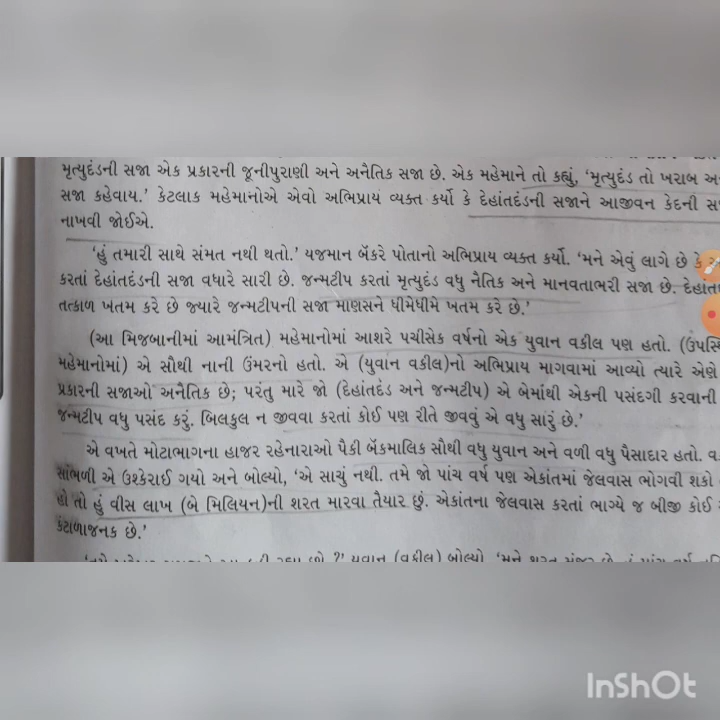 મૃત્યુદંડની સજા એક પ્રકારની જૂનીપુરાણી અને અનૈતિક સજા છે. એક મહેમાને તો કહ્યું, ‘મૃત્યુદંડ તો ખરાબ
સજા કહેવાય.’ કેટલાક મહેમાનોએ એવો અભિપ્રાય વ્યક્ત કર્યો કે દેહાંતદંડની સજાને આજીવન કેદની
નાખવી જોઈએ.
‘હું તમારી સાથે સંમત નથી થતો.’ યજમાન બૅંકરે પોતાનો અભિપ્રાય વ્યક્ત કર્યો. ‘મને એવું લાગે છે કે
કરતાં દેહાંતદંડની સજા વધારે સારી છે. જન્મટીપ કરતાં મૃત્યુદંડ વધુ નૈતિક અને માનવતાભરી સજા છે.
તત્કાળ ખતમ કરે છે જ્યારે જન્મટીપની સજા માણસને ધીમેધીમે ખતમ કરે છે.’
(આ મિજબાનીમાં આમંત્રિત) મહેમાનોમાં આશરે પચીસેક વર્ષનો એક યુવાન વકીલ પણ હતો.
મહેમાનોમાં) એ સૌથી નાની ઉંમરનો હતો. એ (યુવાન વકીલ)નો અભિપ્રાય માગવામાં આવ્યો ત્યારે એણે
પ્રકારની સજાઓ અનૈતિક છે; પરંતુ મારે જો (દેહાંતદંડ અને જન્મટીપ) એ બેમાંથી એકની પસંદગી કરવાની
જન્મટીપ વધુ પસંદ કરું. બિલકુલ ન જીવવા કરતાં કોઈ પણ રીતે જીવવું એ વધુ સારું છે.’
એ વખતે મોટાભાગના હાજર રહેનારાઓ પૈકી બૅંકમાલિક સૌથી વધુ યુવાન અને વળી વધુ પૈસાદાર હતો.
સાંભળી એ ઉશ્કેરાઈ ગયો અને બોલ્યો, ‘એ સાચું નથી. તમે જો પાંચ વર્ષ પણ એકાંતમાં જેલવાસ ભોગવી શકો
હો તો હું વીસ લાખ (બે મિલિયન)ની શરત મારવા તૈયાર છું. એકાંતના જેલવાસ કરતાં ભાગ્યે જ બીજી કોઈ
કંટાળાજનક છે.’
યુવાન (વકીલ) બોલ્યો. ‘મને શરત મંજૂર છે.
InShOt